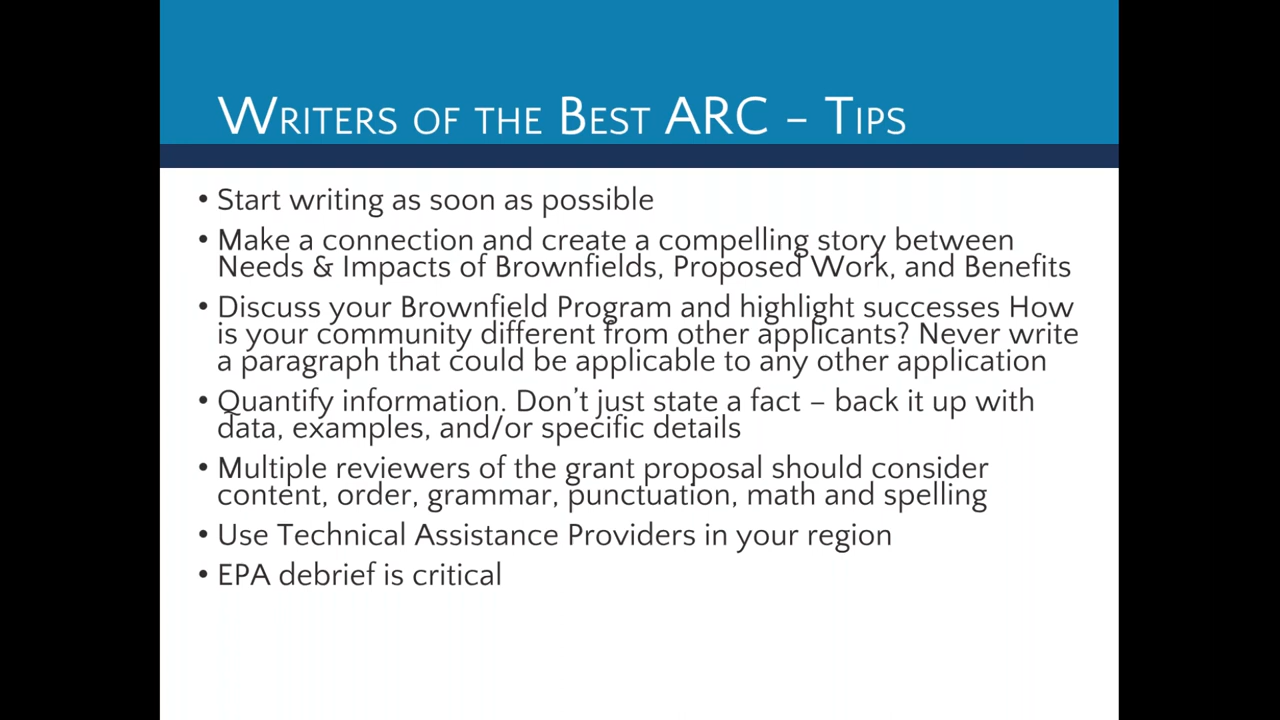 Writers of the Best ARC – Tips
• Start writing as soon as possible
• Make a connection and create a compelling story between
Needs & Impacts of Brownfields, Proposed Work, and Benefits
• Discuss your Brownfield Program and highlight successes How
is your community different from other applicants? Never write
a paragraph that could be applicable to any other application
• Quantify information. Don’t just state a fact – back it up with
data, examples, and/or specific details
• Multiple reviewers of the grant proposal should consider
content, order, grammar, punctuation, math and spelling
• Use Technical Assistance Providers in your region
• EPA debrief is critical